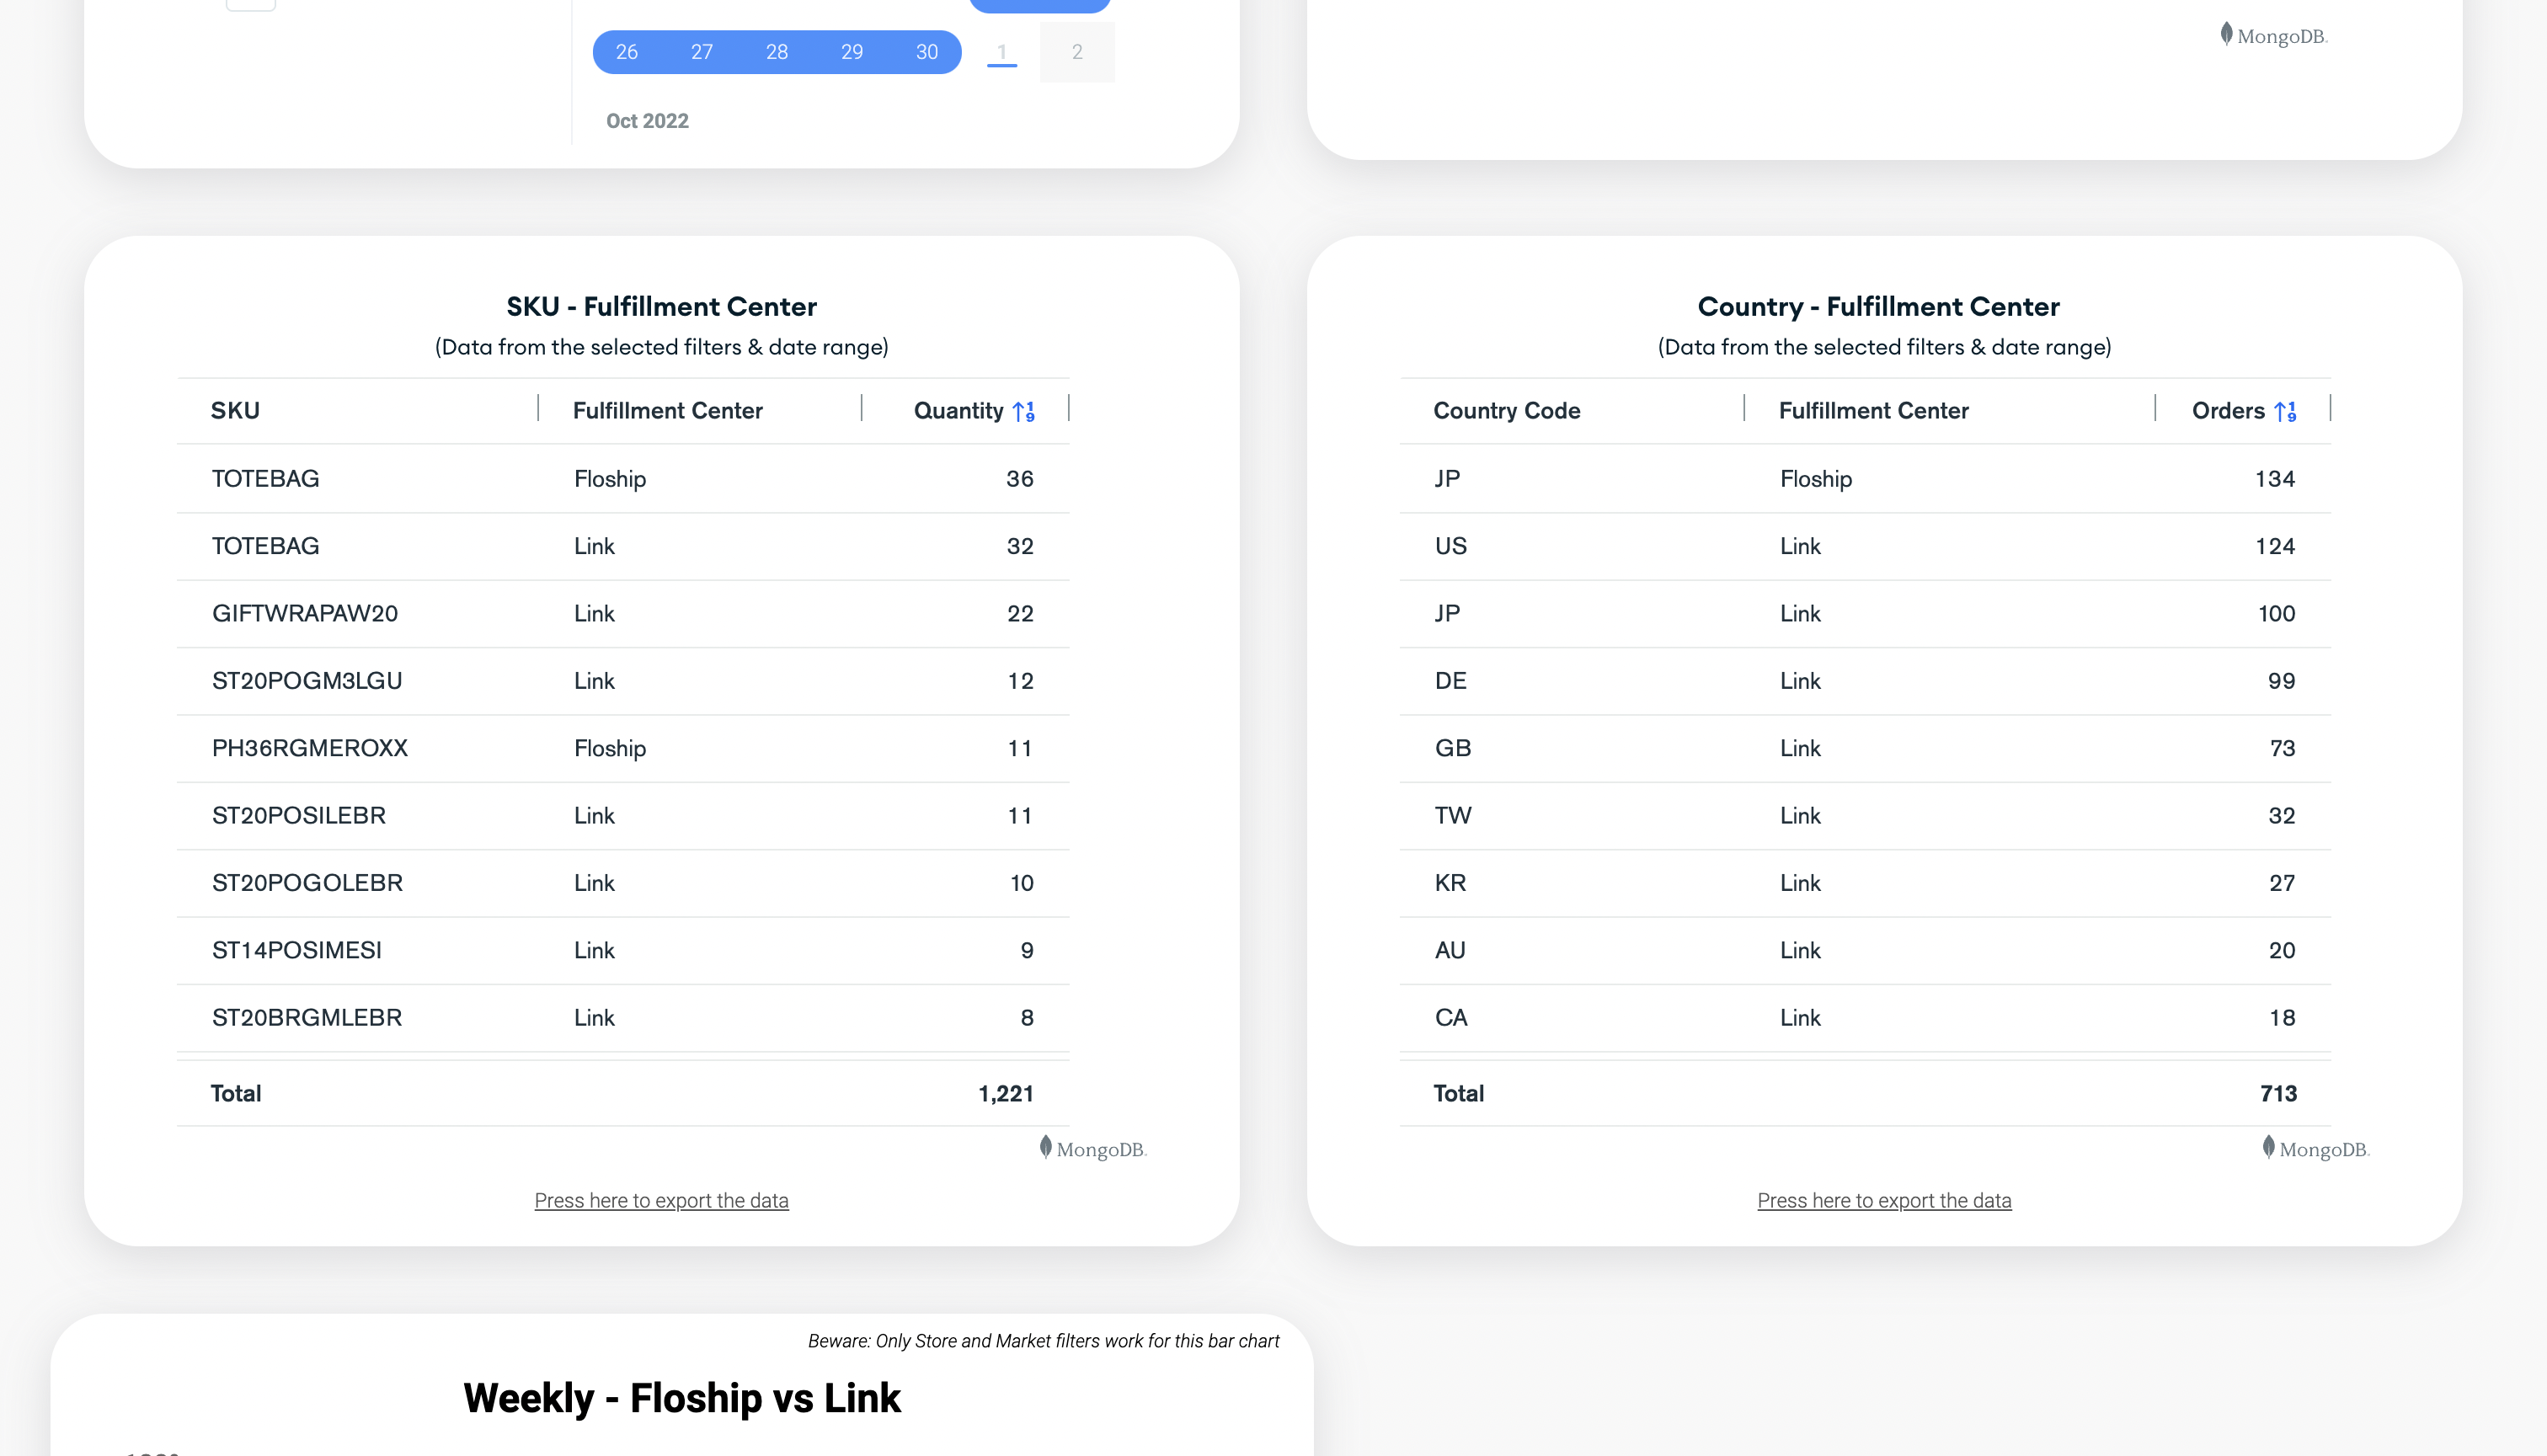 26 27 28 29 30 1 2
Oct 2022
MongoDB.
SKU - Fulfillment Center
(Data from the selected filters & date range)
SKU Fulfillment Center Quantity
TOTEBAG Floship 36
TOTEBAG Link 32
GIFTWRAPAW20 Link 22
ST20POGM3LGU Link 12
PH36RGMEROXX Floship 11
ST20POSILEBR Link 11
ST20POGOLEBR Link 10
ST14POSIMESI Link 9
ST20BRGMLEBR Link 8
Total 1,221
MongoDB.
Press here to export the data
Country - Fulfillment Center
(Data from the selected filters & date range)
Country Code Fulfillment Center Orders
JP Floship 134
US Link 124
JP Link 100
DE Link 99
GB Link 73
TW Link 32
KR Link 27
AU Link 20
CA Link 18
Total 713
MongoDB.
Press here to export the data
Beware: Only Store and Market filters work for this bar chart
Weekly - Floship vs Link